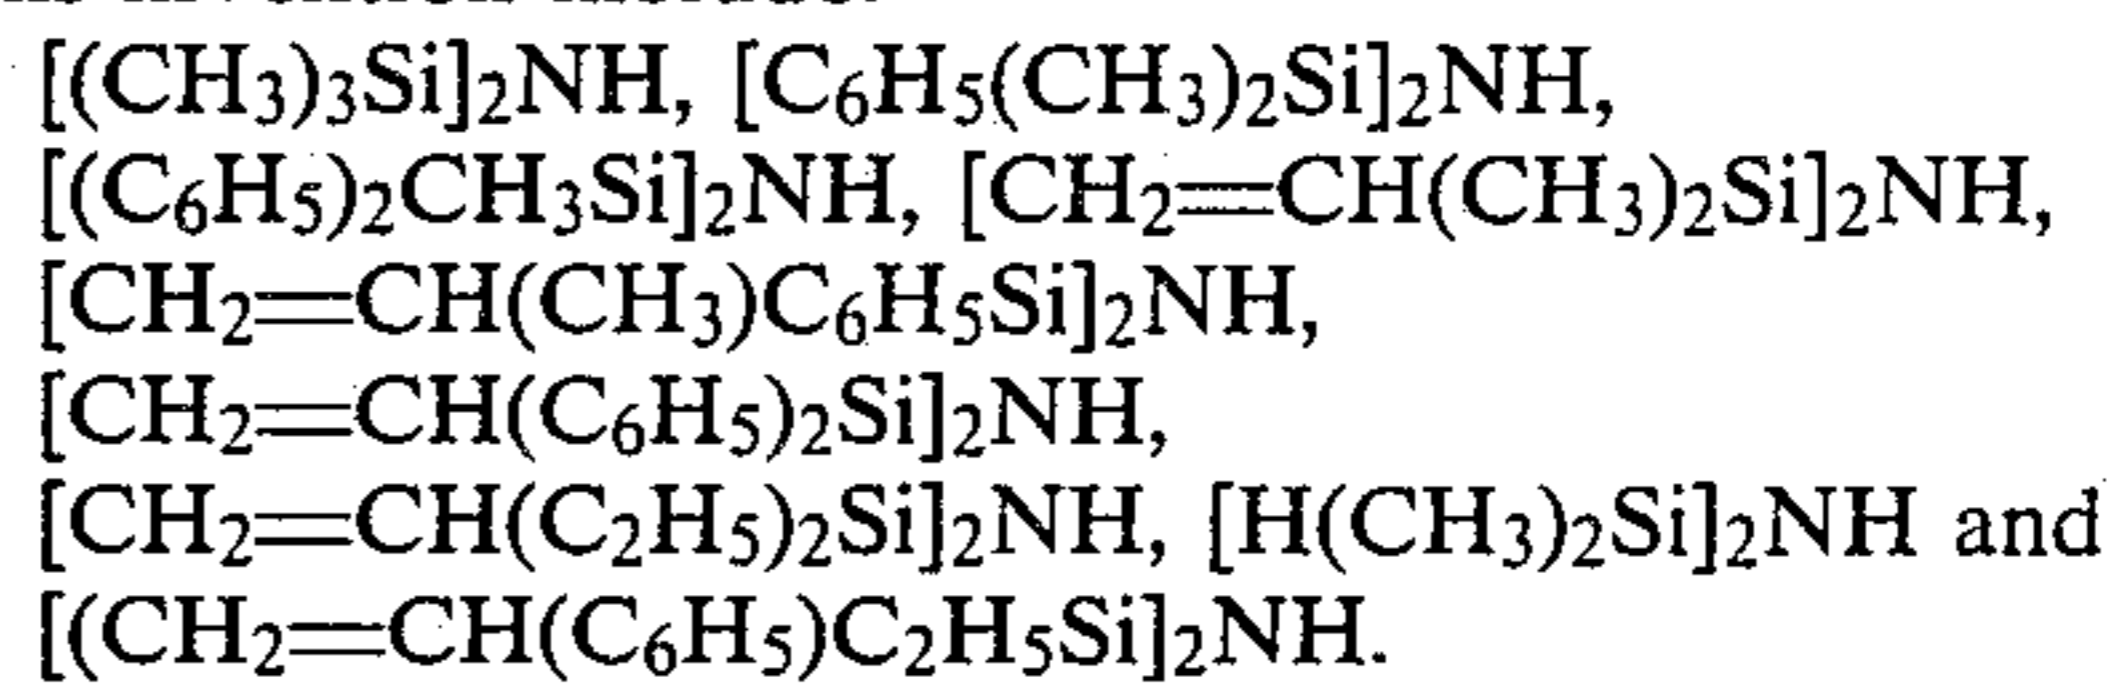 [(CH₃)₃Si]₂NH, [C₆H₅(CH₃)₂Si]₂NH,
[(C₆H₅)₂CH₃Si]₂NH, [CH₂=CH(CH₃)₂Si]₂NH,
[CH₂=CH(CH₃)C₆H₅Si]₂NH,
[CH₂=CH(C₆H₅)₂Si]₂NH,
[CH₂=CH(C₂H₅)₂Si]₂NH, [H(CH₃)₂Si]₂NH and
[(CH₂=CH(C₆H₅)C₂H₅Si]₂NH.